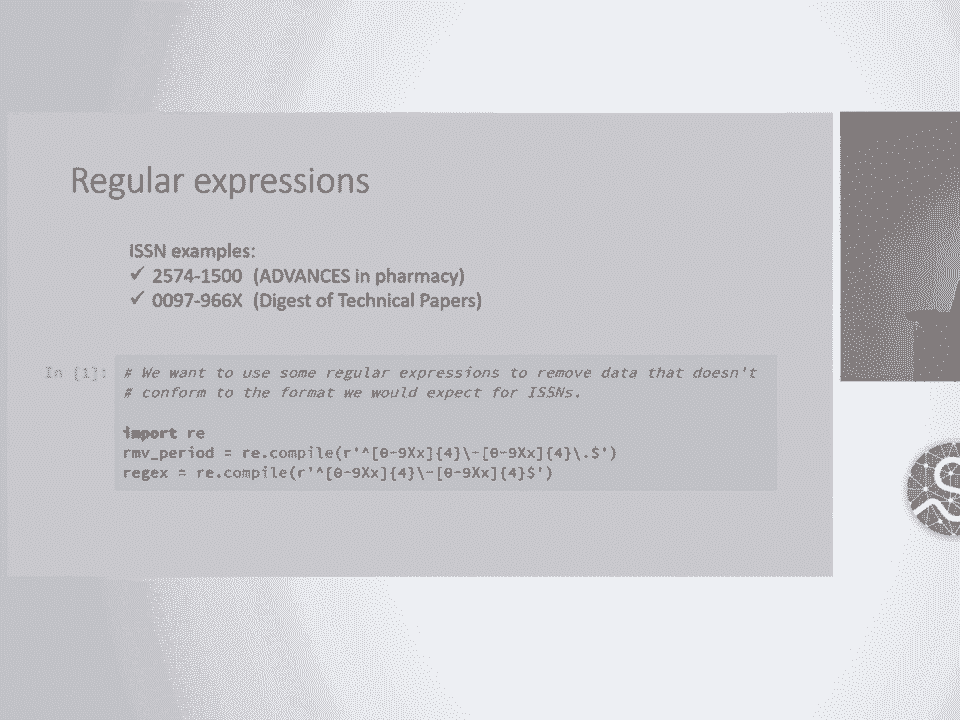 Regular expressions
ISSN examples:
✓ 2574-1500 (ADVANCES in pharmacy)
✓ 0097-966X (Digest of Technical Papers)
In [1]:
# We want to use some regular expressions to remove data that doesn't
# conform to the format we would expect for ISSNs.
import re
rmv_period = re.compile(r'^[0-9Xx]{4}\-[0-9Xx]{4}\.$')
regex = re.compile(r'^[0-9Xx]{4}\-[0-9Xx]{4}$')